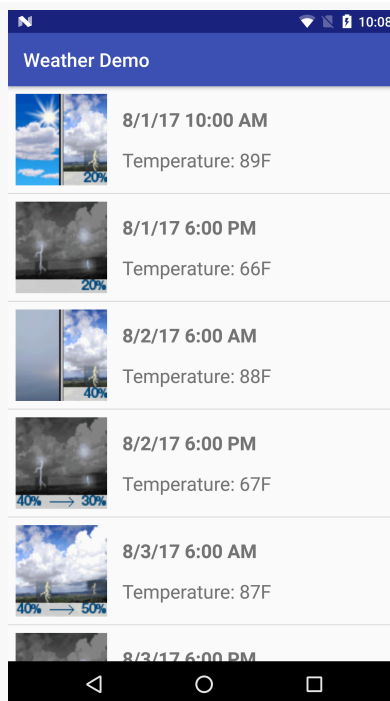 10:08
Weather Demo
8/1/17 10:00 AM
Temperature: 89F
20%
8/1/17 6:00 PM
Temperature: 66F
20%
8/2/17 6:00 AM
Temperature: 88F
40%
8/2/17 6:00 PM
Temperature: 67F
40% → 30%
8/3/17 6:00 AM
Temperature: 87F
40% → 50%
8/3/17 6:00 PM